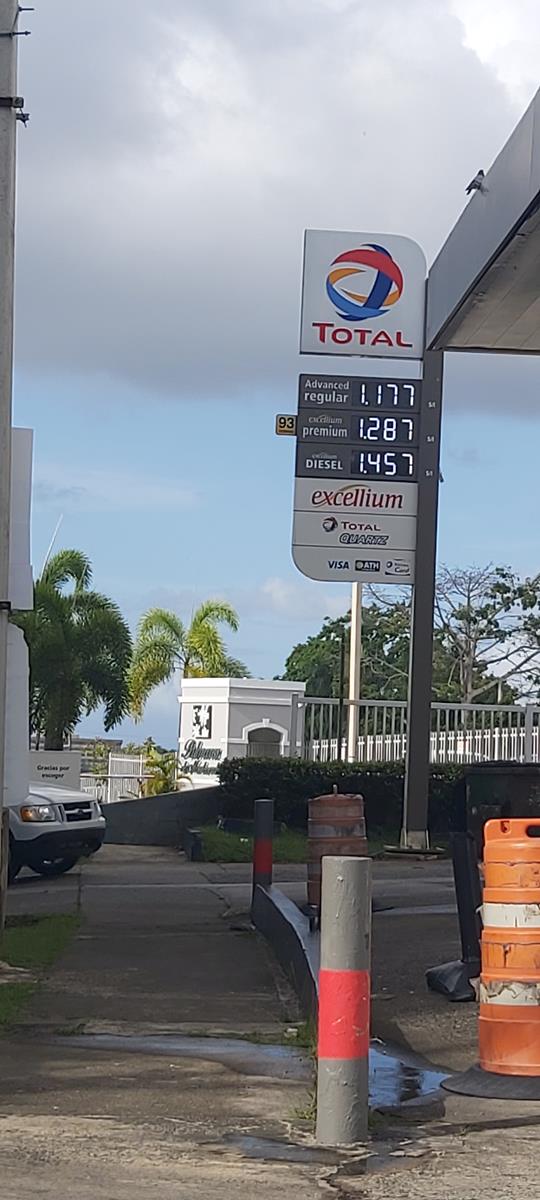 TOTAL
Advanced
regular 1.177
S/I
93
excellium
premium 1.287
S/I
excellium
DIESEL 1.457
S/I
excellium
TOTAL
QUARTZ
VISA ATH
Gracias por
escoger